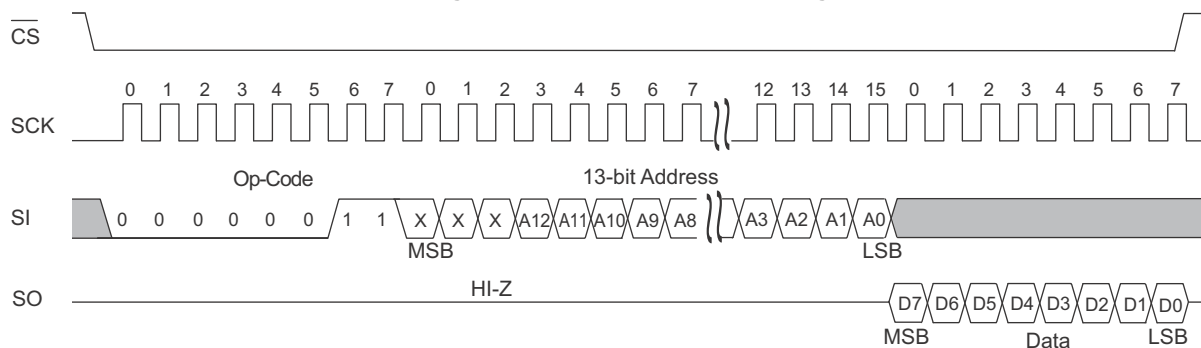 CS
0 1 2 3 4 5 6 7 0 1 2 3 4 5 6 7 12 13 14 15 0 1 2 3 4 5 6 7
SCK
Op-Code 13-bit Address
SI 0 0 0 0 0 0 1 1 X X X A12 A11 A10 A9 A8 A3 A2 A1 A0
MSB LSB
HI-Z
SO D7 D6 D5 D4 D3 D2 D1 D0
MSB Data LSB